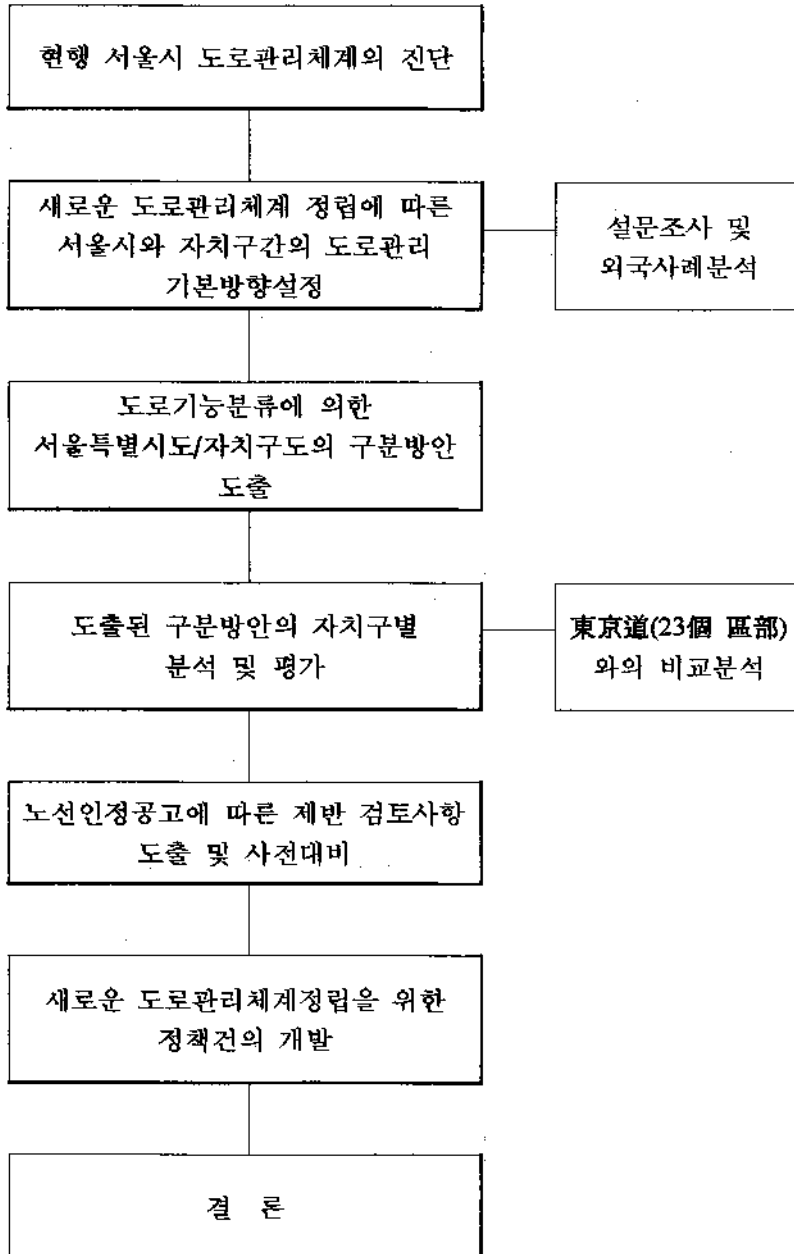 현행 서울시 도로관리체계의 진단
새로운 도로관리체계 정립에 따른
서울시와 자치구간의 도로관리
기본방향설정
설문조사 및
외국사례분석
도로기능분류에 의한
서울특별시도/자치구도의 구분방안
도출
도출된 구분방안의 자치구별
분석 및 평가
東京道(23個 區部)
와의 비교분석
노선인정공고에 따른 제반 검토사항
도출 및 사전대비
새로운 도로관리체계정립을 위한
정책건의 개발
결 론